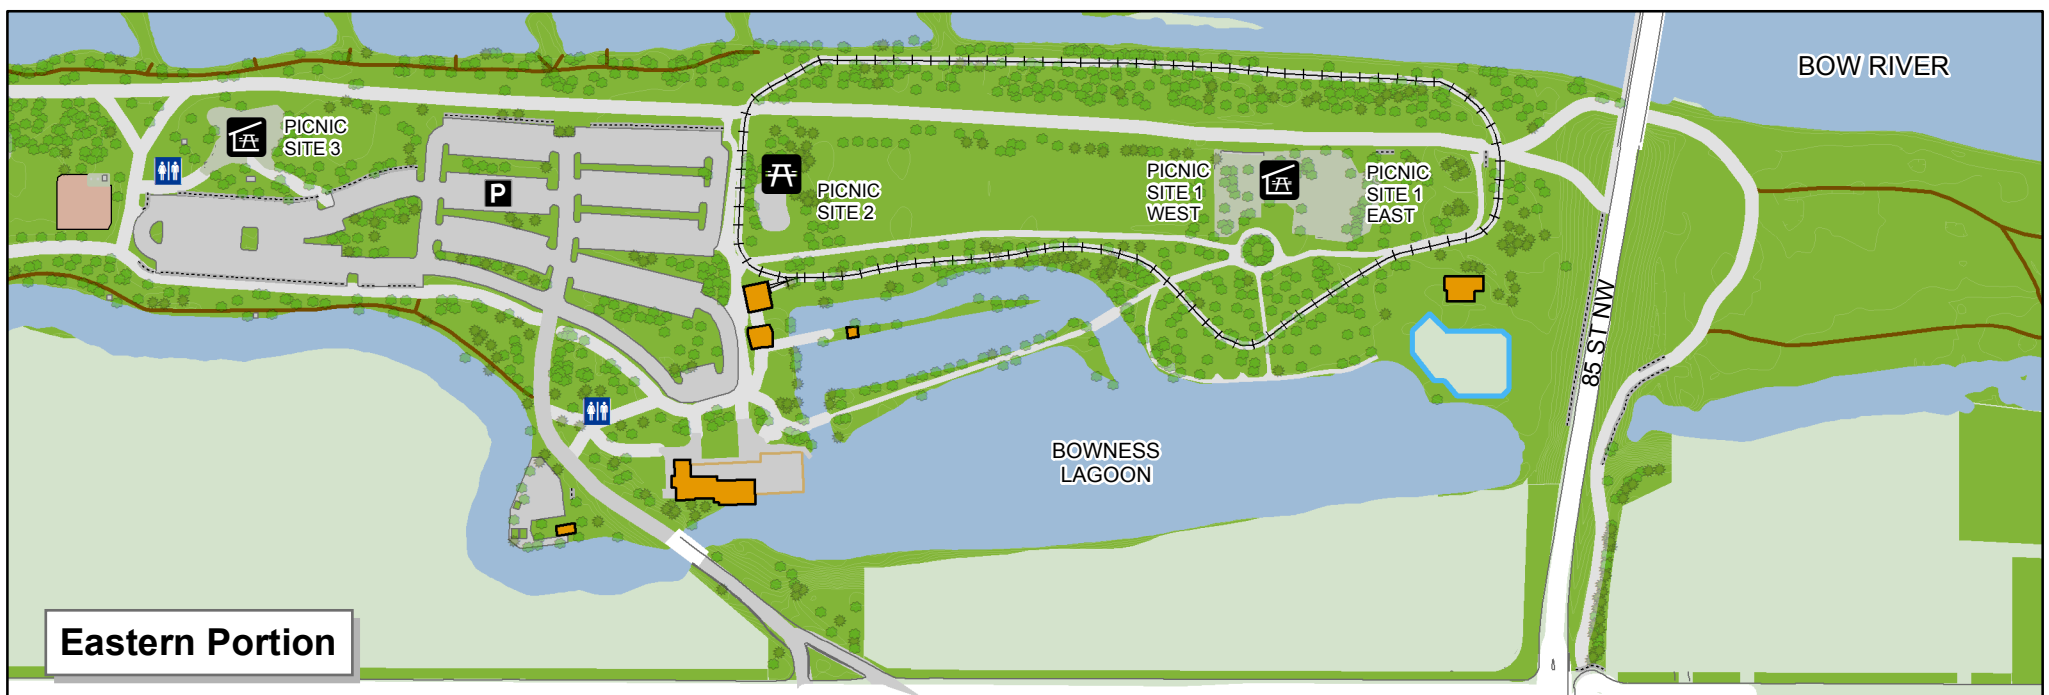 BOW RIVER
PICNIC
SITE 3
P
PICNIC
SITE 2
PICNIC
SITE 1
WEST
PICNIC
SITE 1
EAST
85 ST NW
BOWNESS
LAGOON
Eastern Portion